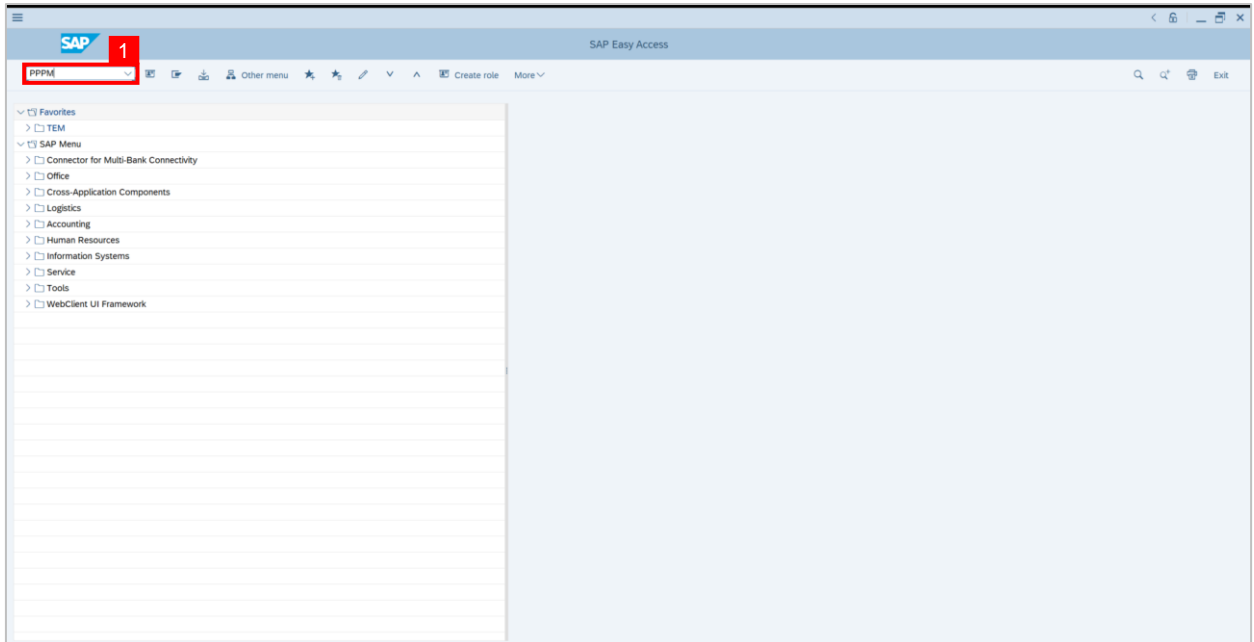 SAP
1
SAP Easy Access
PPPM
Other menu
Create role
More
Exit
Favorites
TEM
SAP Menu
Connector for Multi-Bank Connectivity
Office
Cross-Application Components
Logistics
Accounting
Human Resources
Information Systems
Service
Tools
WebClient UI Framework